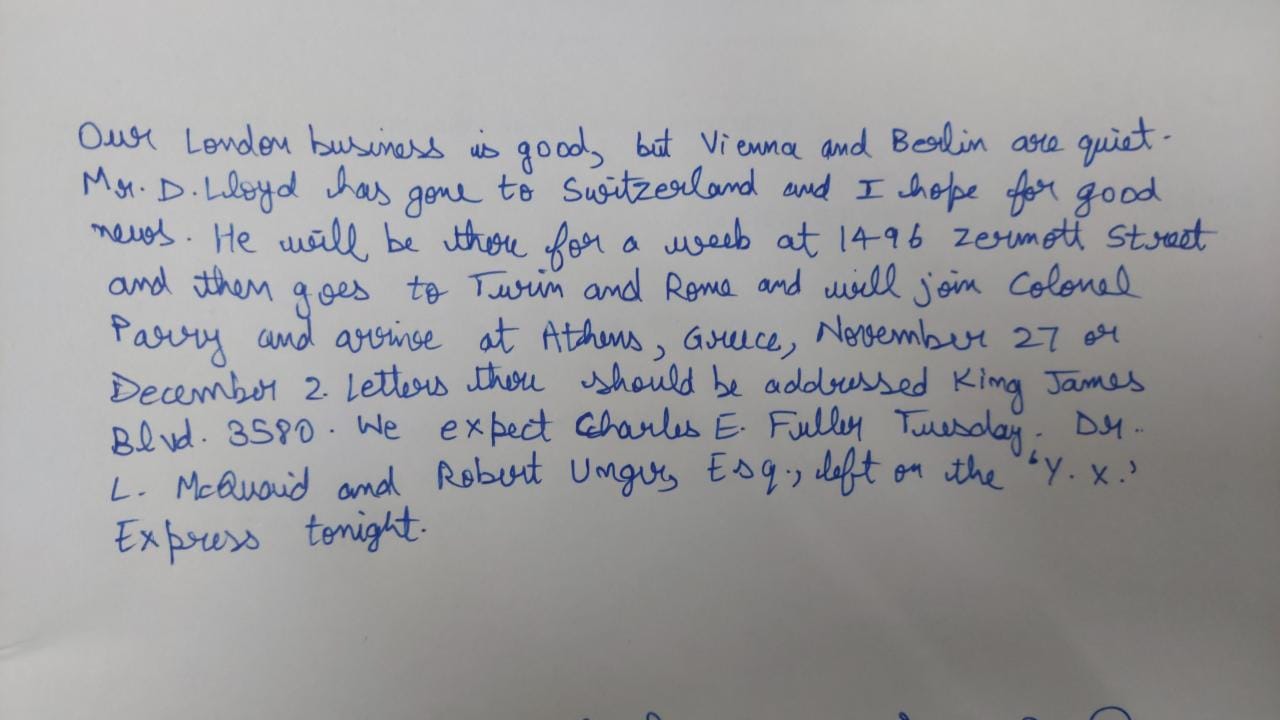 Our London business is good, but Vienna and Berlin are quiet.
Mr. D. Lloyd has gone to Switzerland and I hope for good
news. He will be there for a week at 1496 Zermott Street
and then goes to Turin and Rome and will join Colonel
Parry and arrive at Athens, Greece, November 27 or
December 2. Letters there should be addressed King James
Blvd. 3580. We expect Charles E. Fuller Tuesday. Dr.
L. McQuaid and Robert Unger, Esq., left on the 'Y. X.'
Express tonight.